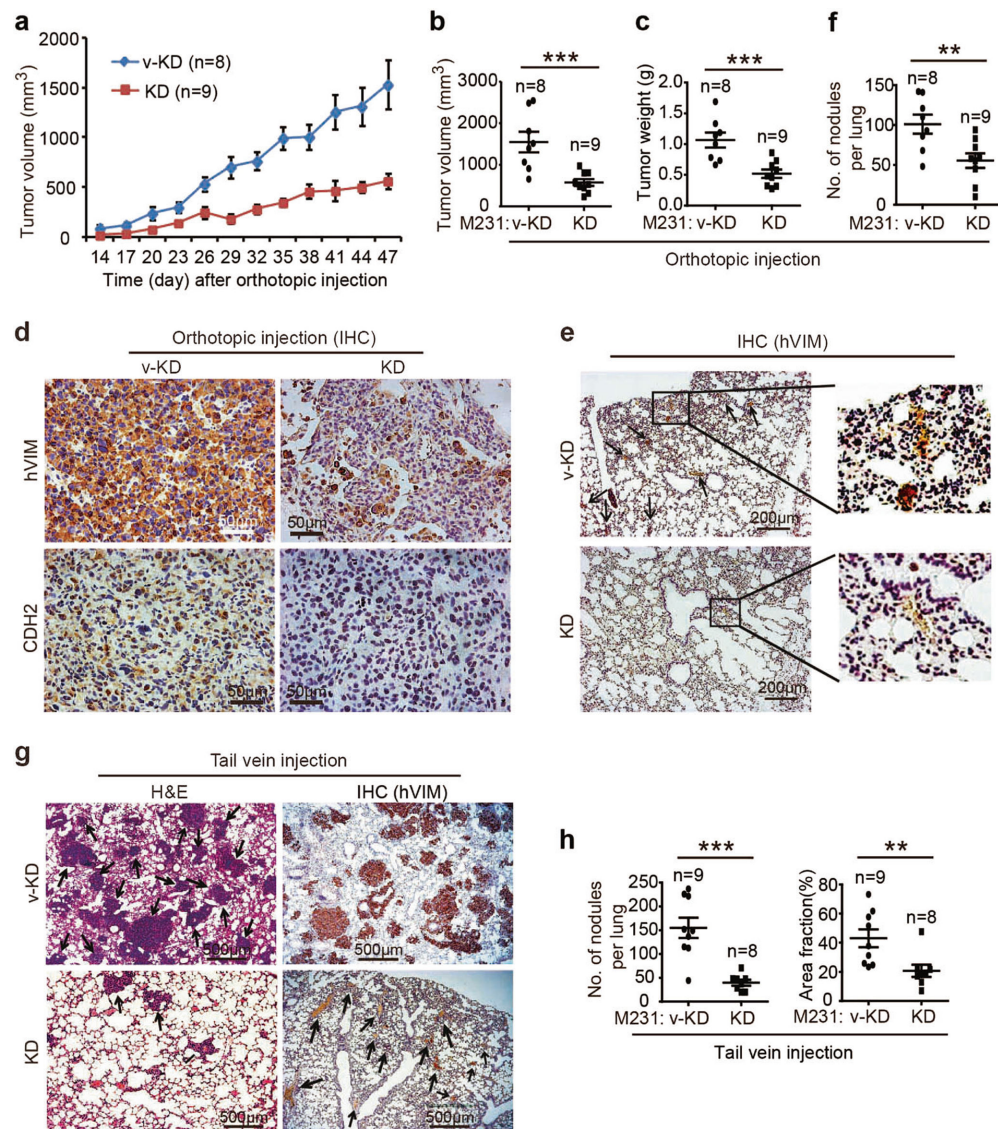 a
Tumor volume (mm³)
2000
1500
1000
500
0
v-KD (n=8)
KD (n=9)
14 17 20 23 26 29 32 35 38 41 44 47
Time (day) after orthotopic injection
b
***
Tumor volume (mm³)
3000
2000
1000
0
n=8
n=9
M231: v-KD KD
c
***
Tumor weight (g)
2.0
1.5
1.0
0.5
0.0
n=8
n=9
M231: v-KD KD
f
**
No. of nodules
per lung
150
100
50
0
n=8
n=9
M231: v-KD KD
Orthotopic injection
d
Orthotopic injection (IHC)
v-KD KD
hVIM
50µm
50µm
CDH2
50µm
50µm
e
IHC (hVIM)
v-KD
200µm
KD
200µm
g
Tail vein injection
H&E IHC (hVIM)
v-KD
500µm
500µm
KD
500µm
500µm
h
***
No. of nodules
per lung
250
200
150
100
50
0
n=9
n=8
M231: v-KD KD
**
Area fraction(%)
80
60
40
20
0
n=9
n=8
M231: v-KD KD
Tail vein injection